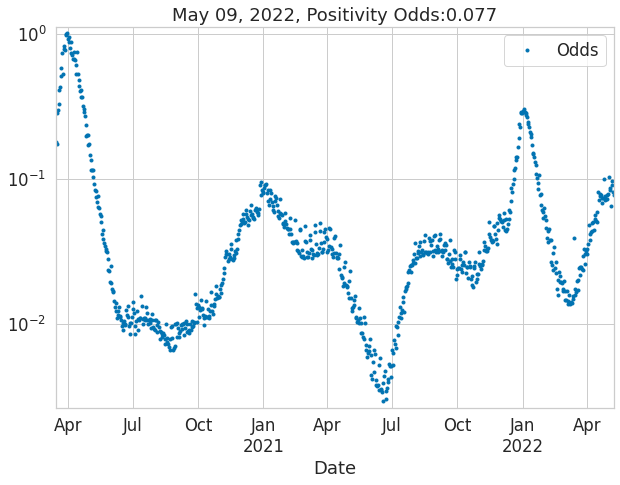 May 09, 2022, Positivity Odds:0.077
10⁰
Odds
10⁻¹
10⁻²
Apr Jul Oct Jan Apr Jul Oct Jan Apr
2021 2022
Date